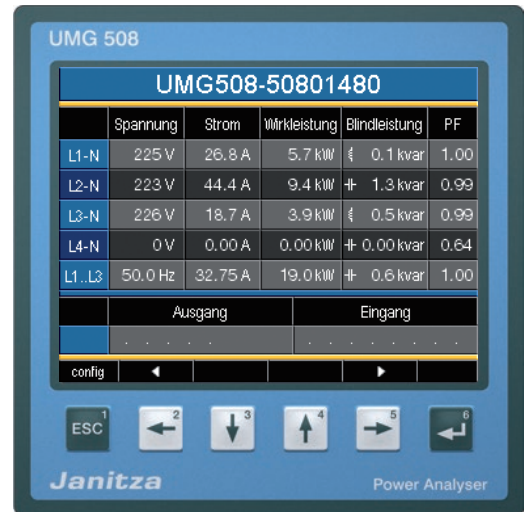 UMG 508
UMG508-50801480
Spannung Strom Wirkleistung Blindleistung PF
L1-N 225 V 26.8 A 5.7 kW 0.1 kvar 1.00
L2-N 223 V 44.4 A 9.4 kW 1.3 kvar 0.99
L3-N 226 V 18.7 A 3.9 kW 0.5 kvar 0.99
L4-N 0 V 0.00 A 0.00 kW 0.00 kvar 0.64
L1..L3 50.0 Hz 32.75 A 19.0 kW 0.6 kvar 1.00
Ausgang Eingang
. . . . . . . . . . . . .
config
ESC 1 2 3 4 5 6
Janitza Power Analyser